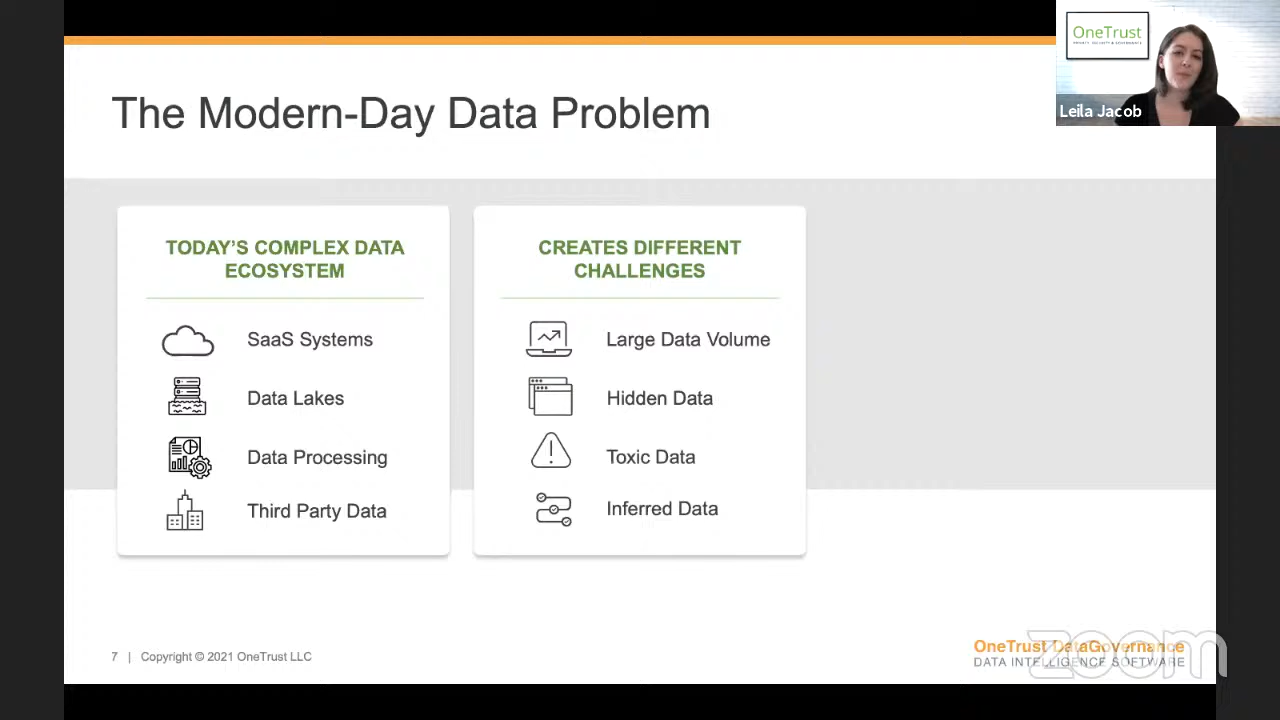 The Modern-Day Data Problem
OneTrust
Leila Jacob
TODAY'S COMPLEX DATA
ECOSYSTEM
SaaS Systems
Data Lakes
Data Processing
Third Party Data
CREATES DIFFERENT
CHALLENGES
Large Data Volume
Hidden Data
Toxic Data
Inferred Data
7 | Copyright © 2021 OneTrust LLC
OneTrust DataGovernance
DATA INTELLIGENCE SOFTWARE
zoom